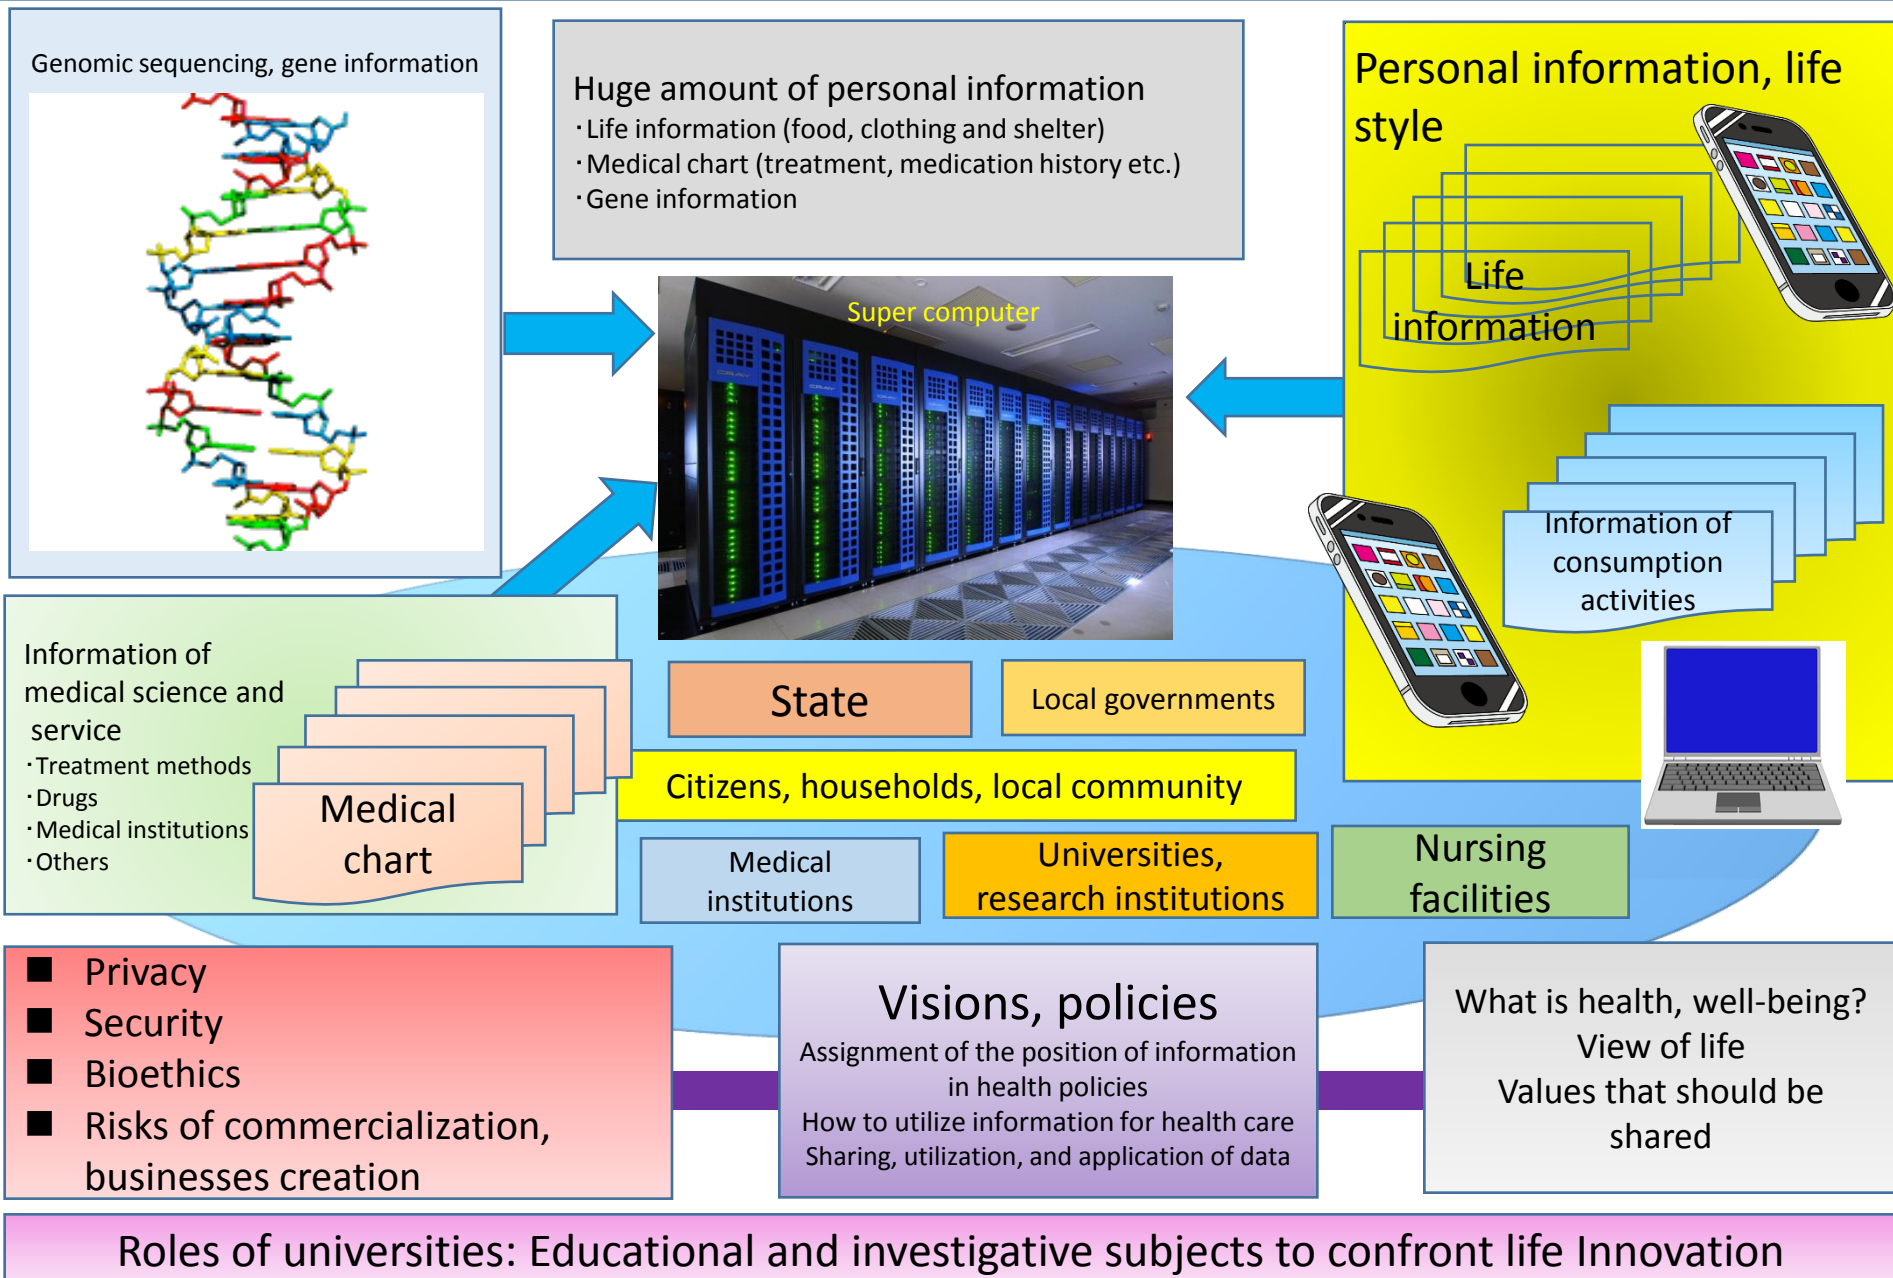 Genomic sequencing, gene information
Huge amount of personal information
・Life information (food, clothing and shelter)
・Medical chart (treatment, medication history etc.)
・Gene information
Personal information, life
style
Life
information
Super computer
CRAY
CRAY
CRAY
Information of
consumption
activities
Information of
medical science and
service
・Treatment methods
・Drugs
・Medical institutions
・Others
Medical
chart
State
Local governments
Citizens, households, local community
Medical
institutions
Universities,
research institutions
Nursing
facilities
■ Privacy
■ Security
■ Bioethics
■ Risks of commercialization,
businesses creation
Visions, policies
Assignment of the position of information
in health policies
How to utilize information for health care
Sharing, utilization, and application of data
What is health, well-being?
View of life
Values that should be
shared
Roles of universities: Educational and investigative subjects to confront life Innovation